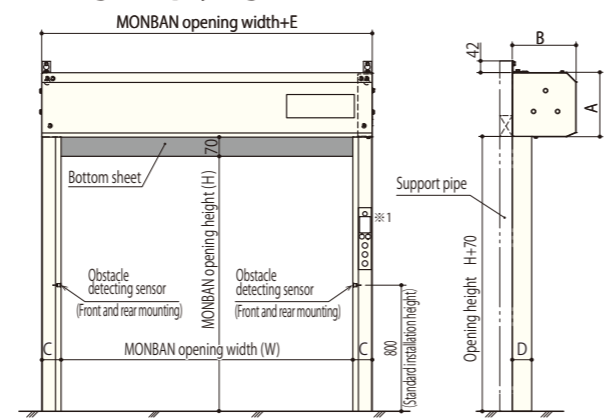 MONBAN opening width+E
42
B
A
70
Bottom sheet
MONBAN opening height (H)
※1
Support pipe
Opening height H+70
Obstacle
detecting sensor
(Front and rear mounting)
Obstacle
detecting sensor
(Front and rear mounting)
800
(Standard installation height)
C
MONBAN opening width (W)
C
D